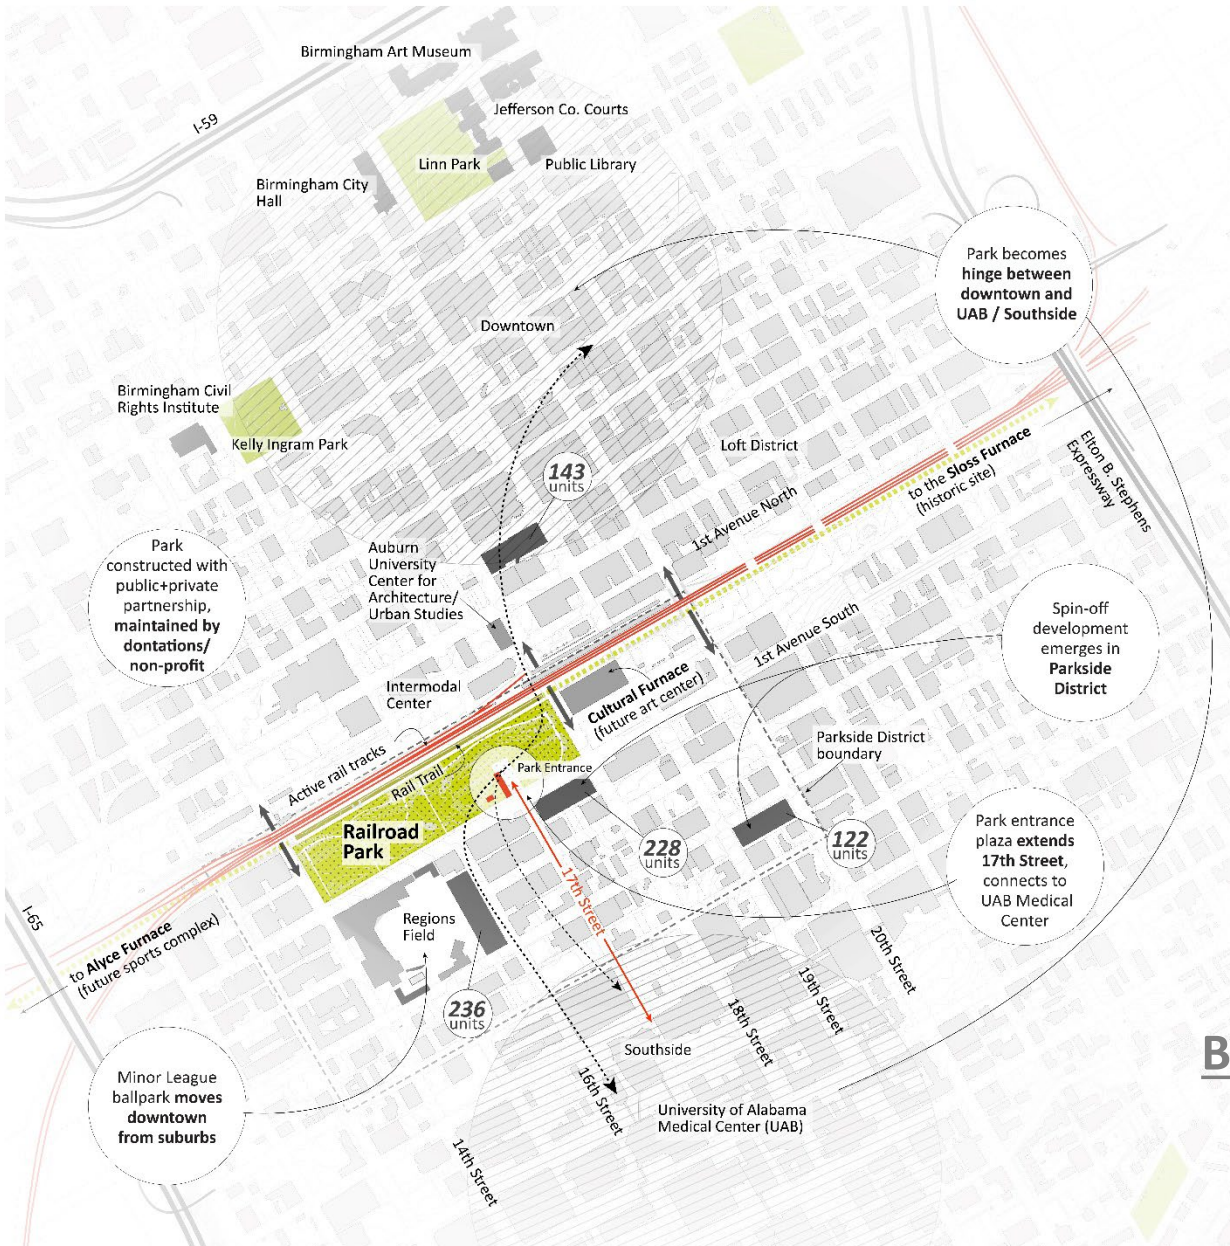 Birmingham Art Museum
I-59
Jefferson Co. Courts
Linn Park
Public Library
Birmingham City
Hall
Park becomes
hinge between
downtown and
UAB / Southside
Downtown
Birmingham Civil
Rights Institute
Kelly Ingram Park
Loft District
143
units
to the Sloss Furnace
(historic site)
Elton B. Stephens
Expressway
1st Avenue North
Park
constructed with
public+private
partnership,
maintained by
dontations/
non-profit
Auburn
University
Center for
Architecture/
Urban Studies
Spin-off
development
emerges in
Parkside
District
1st Avenue South
Intermodal
Center
Cultural Furnace
(future art center)
Parkside District
boundary
Active rail tracks
Rail Trail
Park Entrance
Railroad
Park
228
units
122
units
Park entrance
plaza extends
17th Street,
connects to
UAB Medical
Center
17th Street
I-65
Regions
Field
to Alyce Furnace
(future sports complex)
236
units
20th Street
19th Street
18th Street
Southside
16th Street
14th Street
University of Alabama
Medical Center (UAB)
Minor League
ballpark moves
downtown
from suburbs
B